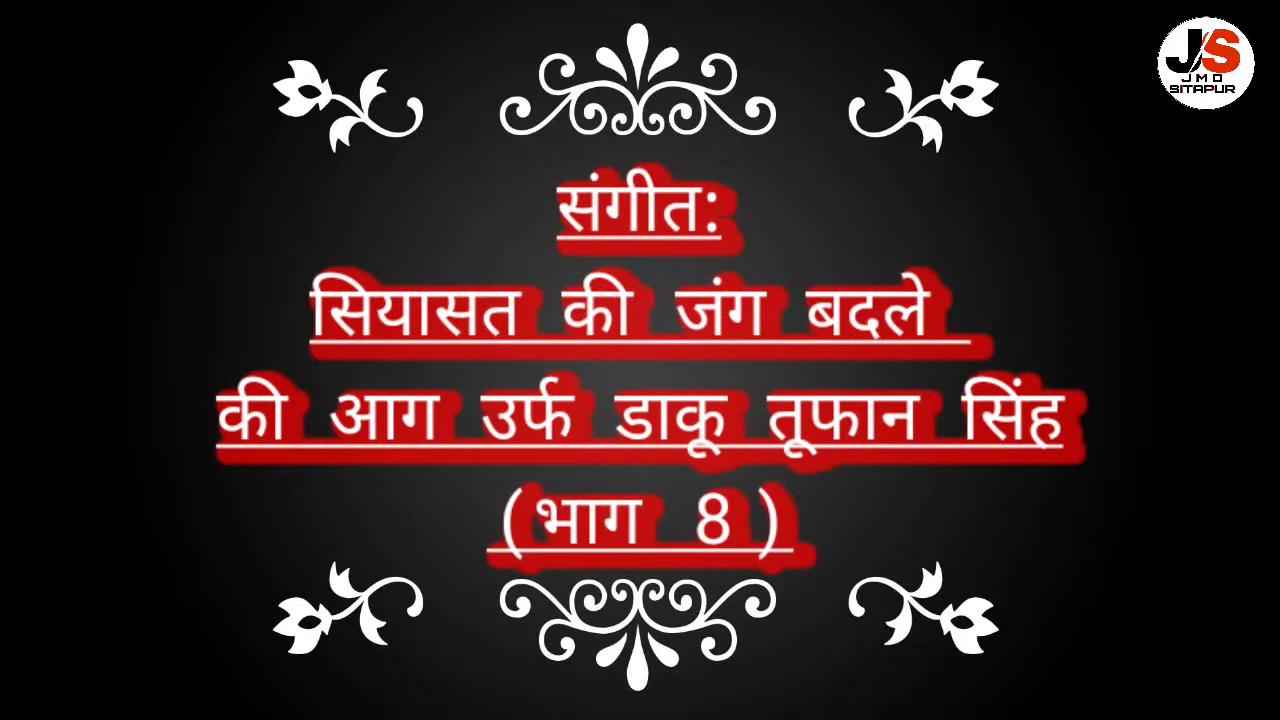 JS
JMD
SITAPUR
संगीत:
सियासत की जंग बदले
की आग उर्फ डाकू तूफान सिंह
(भाग 8)